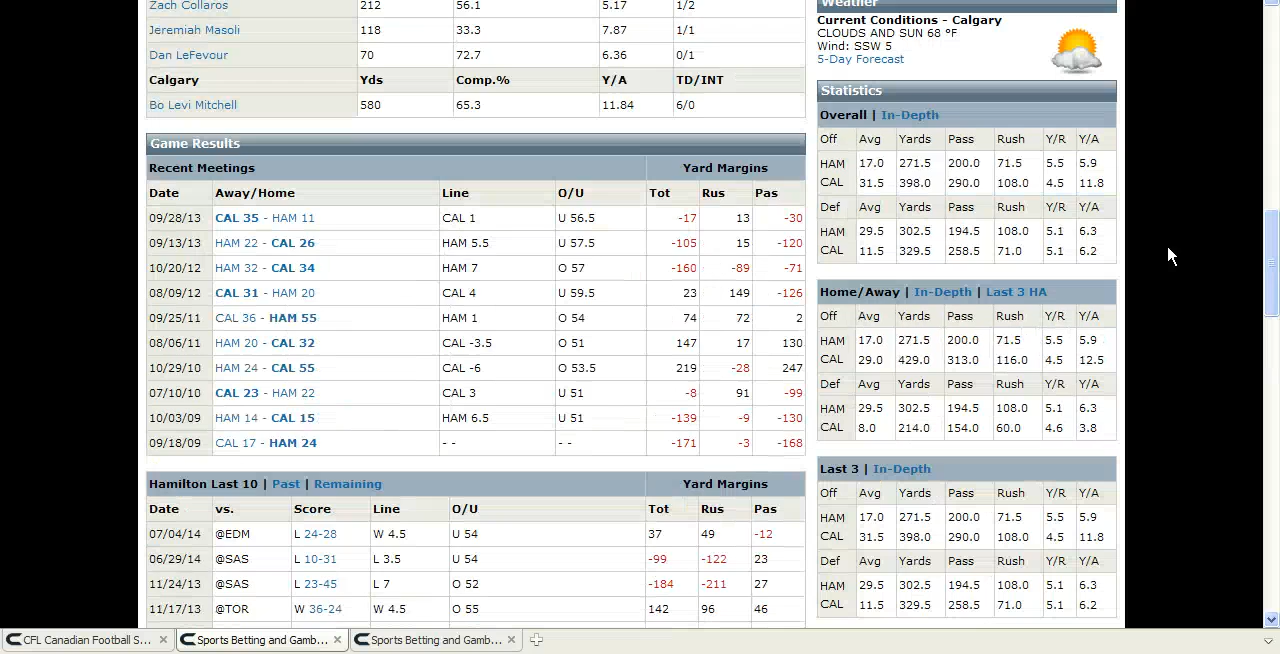 Zach Collaros 212 56.1 5.17 1/2
Jeremiah Masoli 118 33.3 7.87 1/1
Dan LeFevour 70 72.7 6.36 0/1
Calgary Yds Comp.% Y/A TD/INT
Bo Levi Mitchell 580 65.3 11.84 6/0
Game Results
Recent Meetings Yard Margins
Date Away/Home Line O/U Tot Rus Pas
09/28/13 CAL 35 - HAM 11 CAL 1 U 56.5 -17 13 -30
09/13/13 HAM 22 - CAL 26 HAM 5.5 U 57.5 -105 15 -120
10/20/12 HAM 32 - CAL 34 HAM 7 O 57 -160 -89 -71
08/09/12 CAL 31 - HAM 20 CAL 4 U 59.5 23 149 -126
09/25/11 CAL 36 - HAM 55 HAM 1 O 54 74 72 2
08/06/11 HAM 20 - CAL 32 CAL -3.5 O 51 147 17 130
10/29/10 HAM 24 - CAL 55 CAL -6 O 53.5 219 -28 247
07/10/10 CAL 23 - HAM 22 CAL 3 U 51 -8 91 -99
10/03/09 HAM 14 - CAL 15 HAM 6.5 U 51 -139 -9 -130
09/18/09 CAL 17 - HAM 24 - - - - -171 -3 -168
Hamilton Last 10 | Past | Remaining Yard Margins
Date vs. Score Line O/U Tot Rus Pas
07/04/14 @EDM L 24-28 W 4.5 U 54 37 49 -12
06/29/14 @SAS L 10-31 L 3.5 U 54 -99 -122 23
11/24/13 @SAS L 23-45 L 7 O 52 -184 -211 27
11/17/13 @TOR W 36-24 W 4.5 O 55 142 96 46
Weather
Current Conditions - Calgary
CLOUDS AND SUN 68 °F
Wind: SSW 5
5-Day Forecast
Statistics
Overall | In-Depth
Off Avg Yards Pass Rush Y/R Y/A
HAM 17.0 271.5 200.0 71.5 5.5 5.9
CAL 31.5 398.0 290.0 108.0 4.5 11.8
Def Avg Yards Pass Rush Y/R Y/A
HAM 29.5 302.5 194.5 108.0 5.1 6.3
CAL 11.5 329.5 258.5 71.0 5.1 6.2
Home/Away | In-Depth | Last 3 HA
Off Avg Yards Pass Rush Y/R Y/A
HAM 17.0 271.5 200.0 71.5 5.5 5.9
CAL 29.0 429.0 313.0 116.0 4.5 12.5
Def Avg Yards Pass Rush Y/R Y/A
HAM 29.5 302.5 194.5 108.0 5.1 6.3
CAL 8.0 214.0 154.0 60.0 4.6 3.8
Last 3 | In-Depth
Off Avg Yards Pass Rush Y/R Y/A
HAM 17.0 271.5 200.0 71.5 5.5 5.9
CAL 31.5 398.0 290.0 108.0 4.5 11.8
Def Avg Yards Pass Rush Y/R Y/A
HAM 29.5 302.5 194.5 108.0 5.1 6.3
CAL 11.5 329.5 258.5 71.0 5.1 6.2
CFL Canadian Football S... Sports Betting and Gamb... Sports Betting and Gamb...